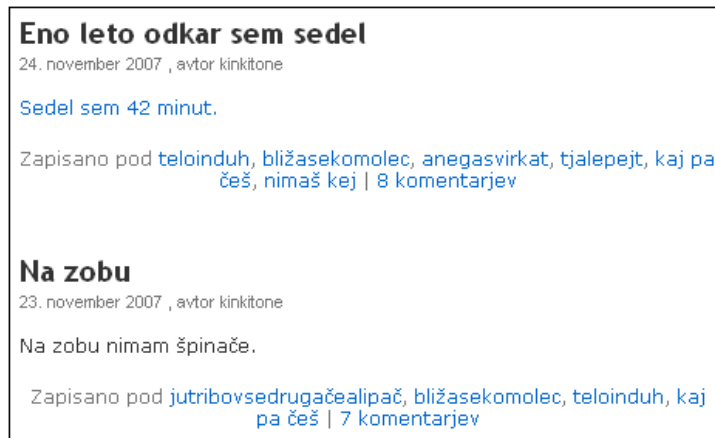 Eno leto odkar sem sedel
24. november 2007 , avtor kinkitone
Sedel sem 42 minut.
Zapisano pod teloinduh, bližasekomolec, anegasvirkat, tjalepejt, kaj pa
češ, nimaš kej | 8 komentarjev
Na zobu
23. november 2007 , avtor kinkitone
Na zobu nimam špinače.
Zapisano pod jutribovsedrugačealipač, bližasekomolec, teloinduh, kaj
pa češ | 7 komentarjev